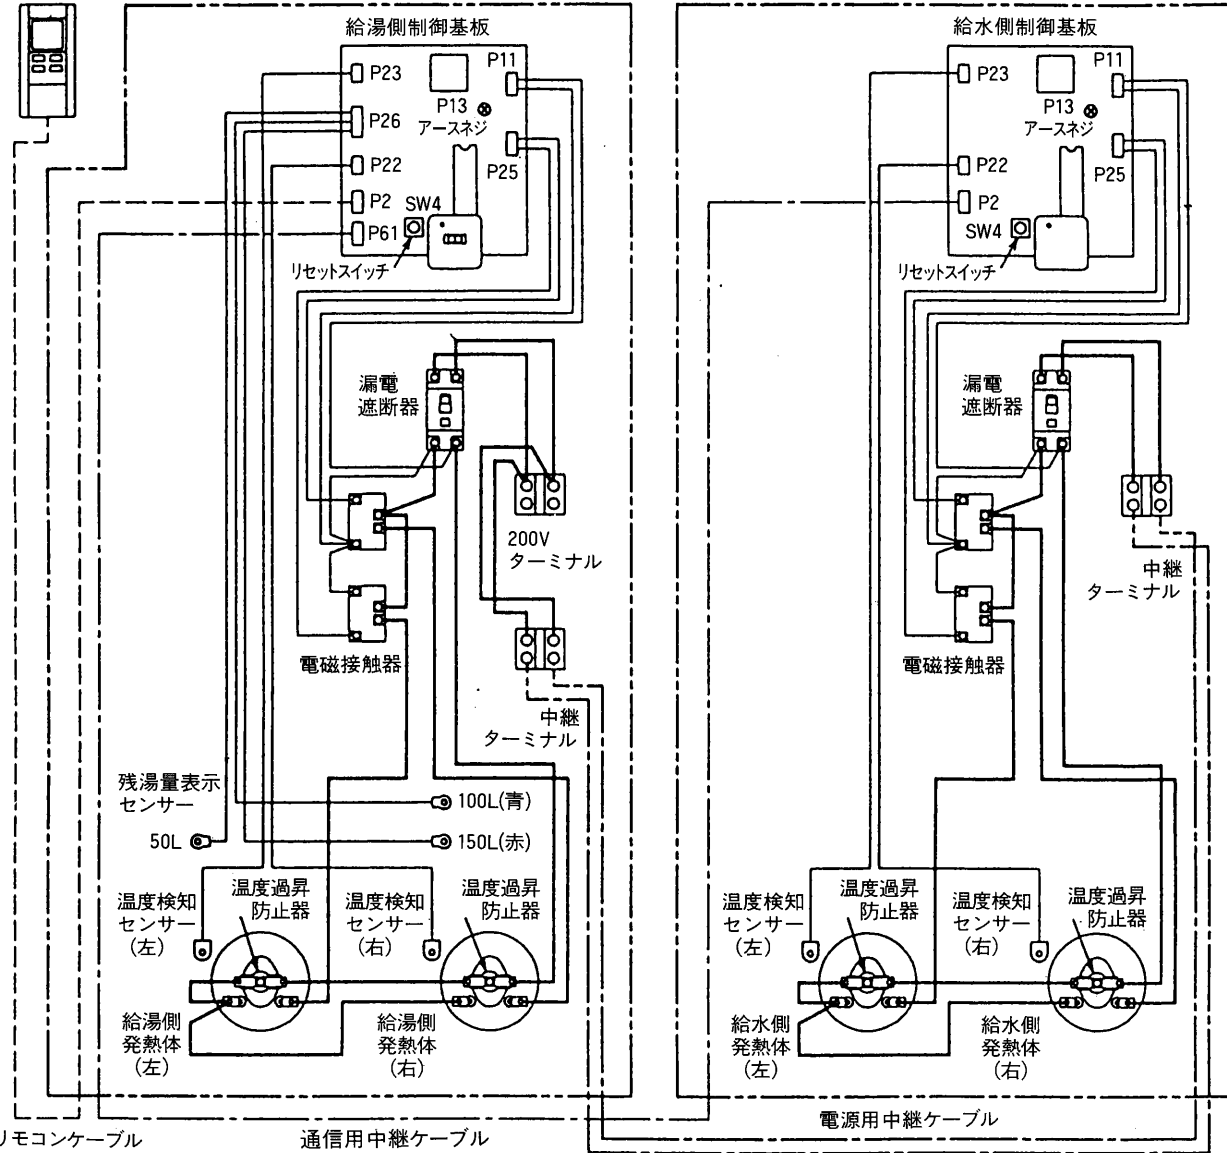 給湯側制御基板
P23
P11
P13
アースネジ
P26
P22
P25
P2
SW4
P61
リセットスイッチ
漏電
遮断器
200V
ターミナル
電磁接触器
中継
ターミナル
残湯量表示
センサー
100L(青)
50L
150L(赤)
温度検知
センサー
(左)
温度過昇
防止器
温度検知
センサー
(右)
温度過昇
防止器
給湯側
発熱体
(左)
給湯側
発熱体
(右)
給水側制御基板
P23
P11
P13
アースネジ
P22
P25
P2
SW4
リセットスイッチ
漏電
遮断器
中継
ターミナル
電磁接触器
温度検知
センサー
(左)
温度過昇
防止器
温度検知
センサー
(右)
温度過昇
防止器
給水側
発熱体
(左)
給水側
発熱体
(右)
リモコンケーブル
通信用中継ケーブル
電源用中継ケーブル